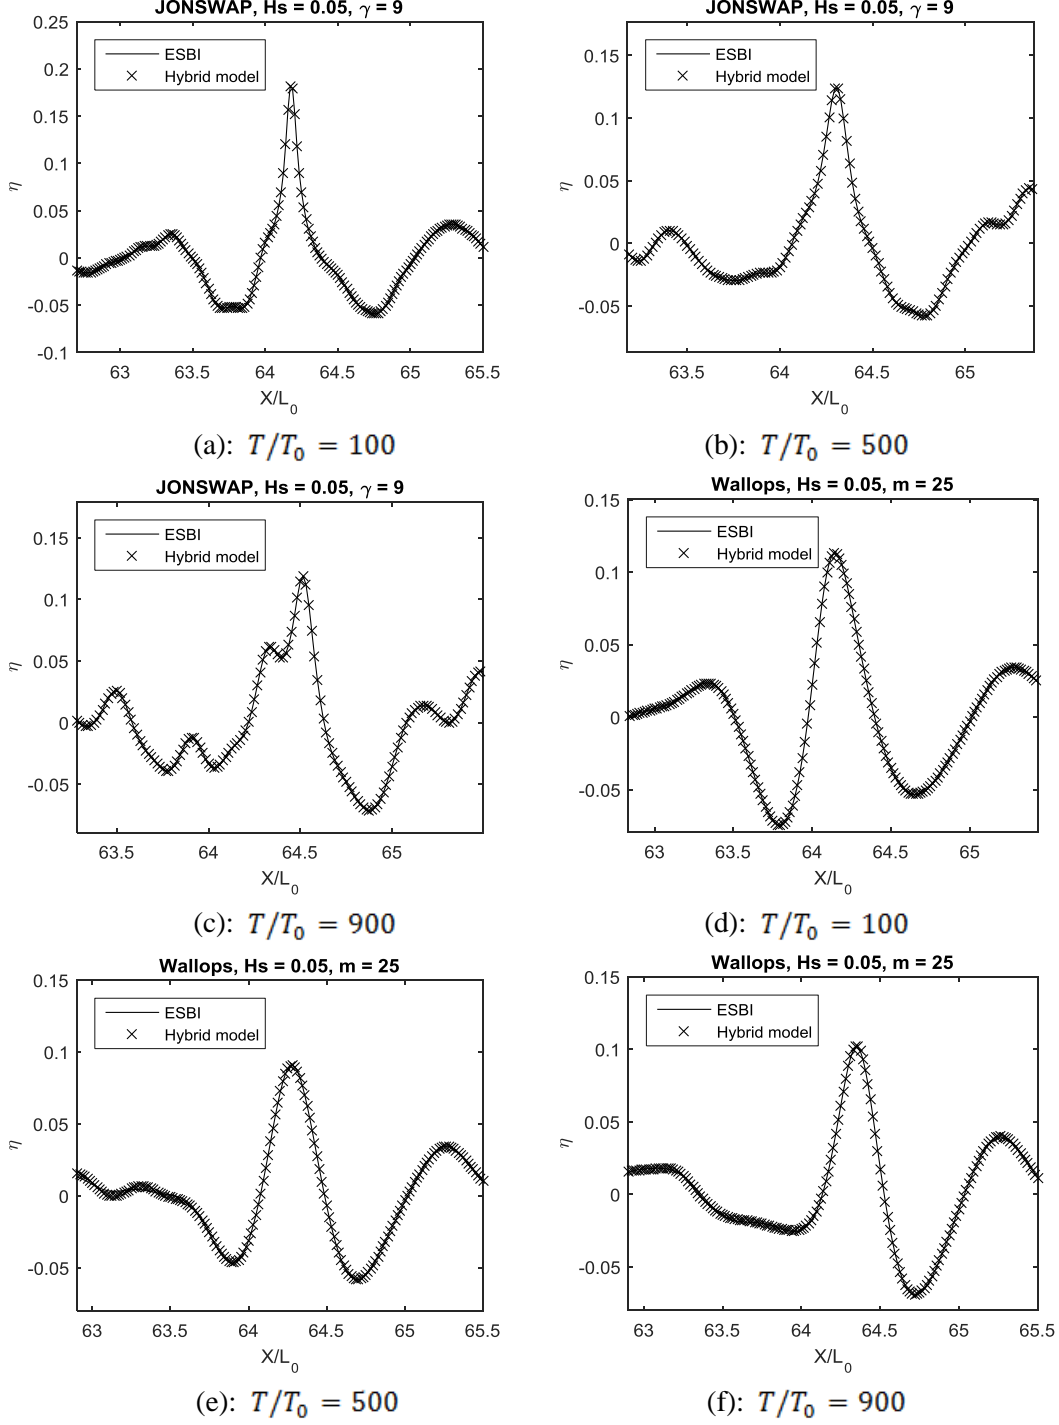 JONSWAP, Hs = 0.05, γ = 9
0.25
0.2
0.15
0.1
0.05
0
-0.05
-0.1
η
ESBI
Hybrid model
63
63.5
64
64.5
65
65.5
X/L0
(a): T/T0 = 100
JONSWAP, Hs = 0.05, γ = 9
0.15
0.1
0.05
0
-0.05
η
ESBI
Hybrid model
63.5
64
64.5
65
X/L0
(b): T/T0 = 500
JONSWAP, Hs = 0.05, γ = 9
0.15
0.1
0.05
0
-0.05
η
ESBI
Hybrid model
63.5
64
64.5
65
X/L0
(c): T/T0 = 900
Wallops, Hs = 0.05, m = 25
0.15
0.1
0.05
0
-0.05
η
ESBI
Hybrid model
63
63.5
64
64.5
65
X/L0
(d): T/T0 = 100
Wallops, Hs = 0.05, m = 25
0.15
0.1
0.05
0
-0.05
η
ESBI
Hybrid model
63
63.5
64
64.5
65
65.5
X/L0
(e): T/T0 = 500
Wallops, Hs = 0.05, m = 25
0.15
0.1
0.05
0
-0.05
η
ESBI
Hybrid model
63
63.5
64
64.5
65
65.5
X/L0
(f): T/T0 = 900